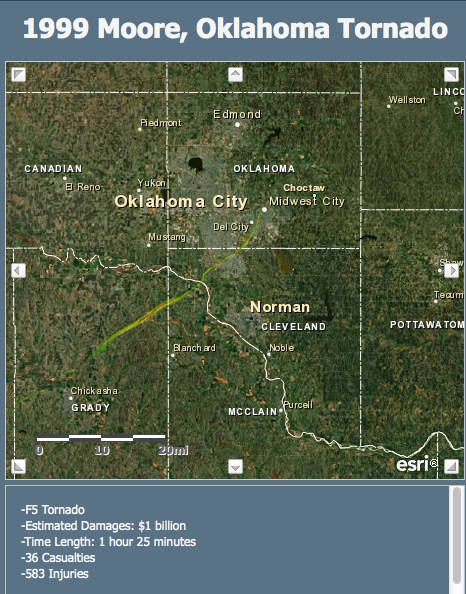 1999 Moore, Oklahoma Tornado
LINCO
Wellston
Ch
Edmond
Piedmont
CANADIAN
OKLAHOMA
El Reno
Yukon
Choctaw
Oklahoma City
Midwest City
Del City
Mustang
Shaw
Tecum
Norman
CLEVELAND
POTTAWATOM
Blanchard
Noble
Chickasha
GRADY
MCCLAIN
Purcell
0 10 20mi
esri®
-F5 Tornado
-Estimated Damages: $1 billion
-Time Length: 1 hour 25 minutes
-36 Casualties
-583 Injuries